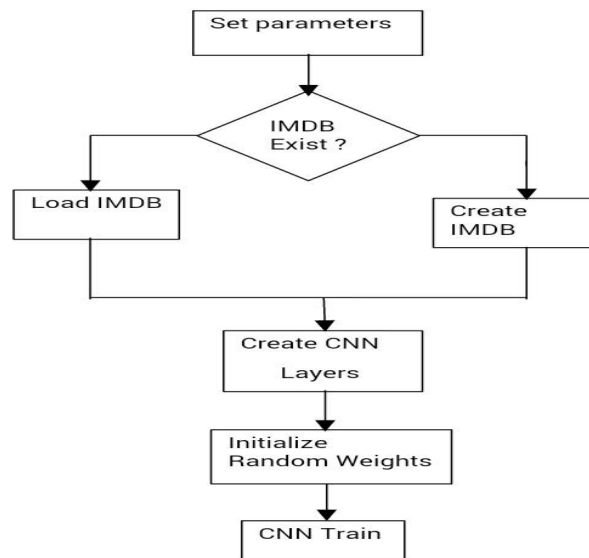 Set parameters
IMDB
Exist ?
Load IMDB
Create
IMDB
Create CNN
Layers
Initialize
Random Weights
CNN Train